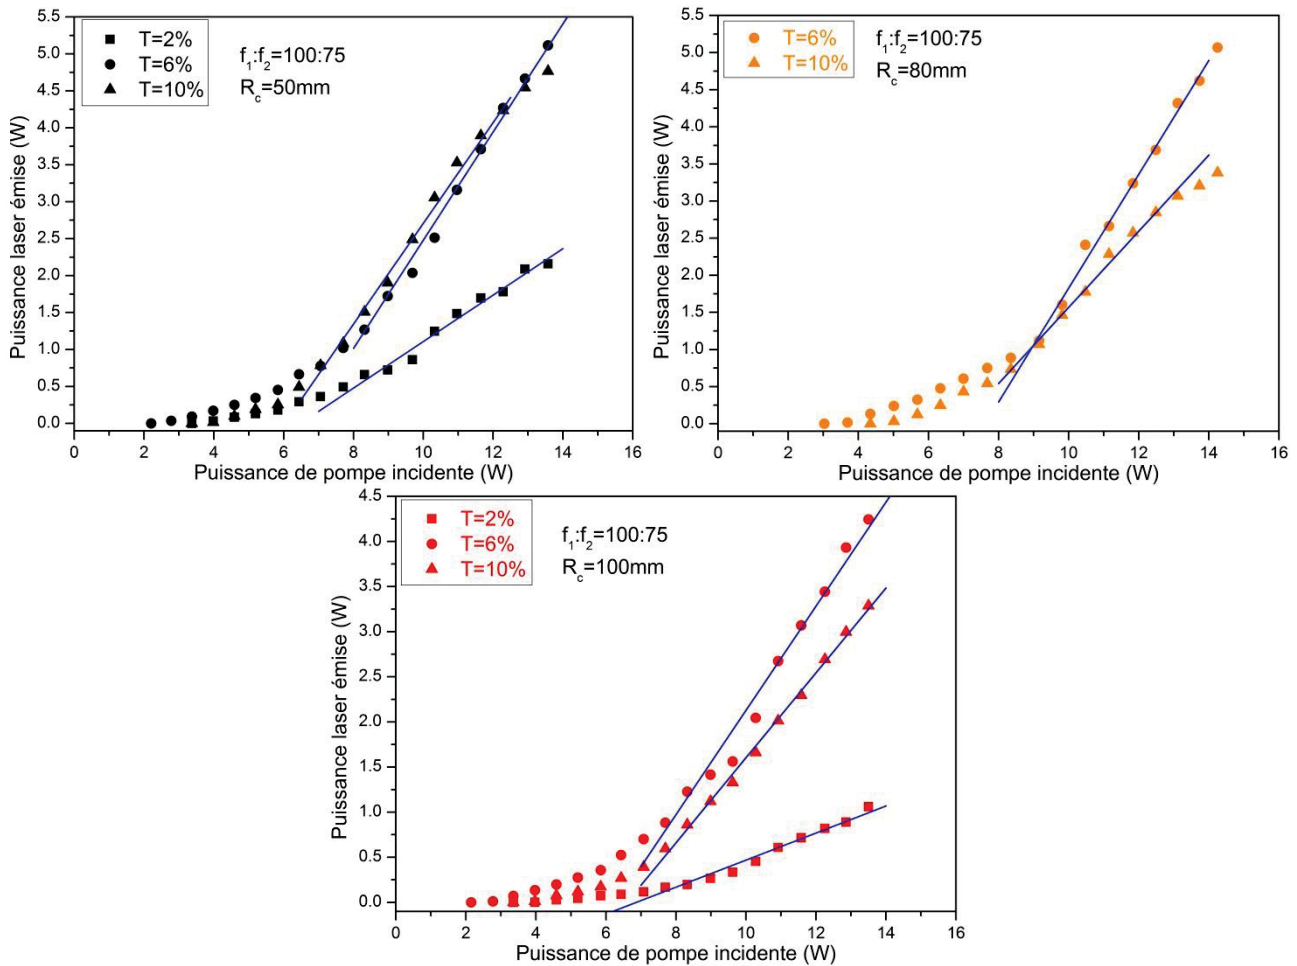 T=2%
T=6%
T=10%
f1:f2=100:75
Rc=50mm
Puissance laser émise (W)
5.5
5.0
4.5
4.0
3.5
3.0
2.5
2.0
1.5
1.0
0.5
0.0
0 2 4 6 8 10 12 14 16
Puissance de pompe incidente (W)
T=6%
T=10%
f1:f2=100:75
Rc=80mm
Puissance laser émise (W)
5.5
5.0
4.5
4.0
3.5
3.0
2.5
2.0
1.5
1.0
0.5
0.0
0 2 4 6 8 10 12 14 16
Puissance de pompe incidente (W)
T=2%
T=6%
T=10%
f1:f2=100:75
Rc=100mm
Puissance laser émise (W)
4.5
4.0
3.5
3.0
2.5
2.0
1.5
1.0
0.5
0.0
0 2 4 6 8 10 12 14 16
Puissance de pompe incidente (W)